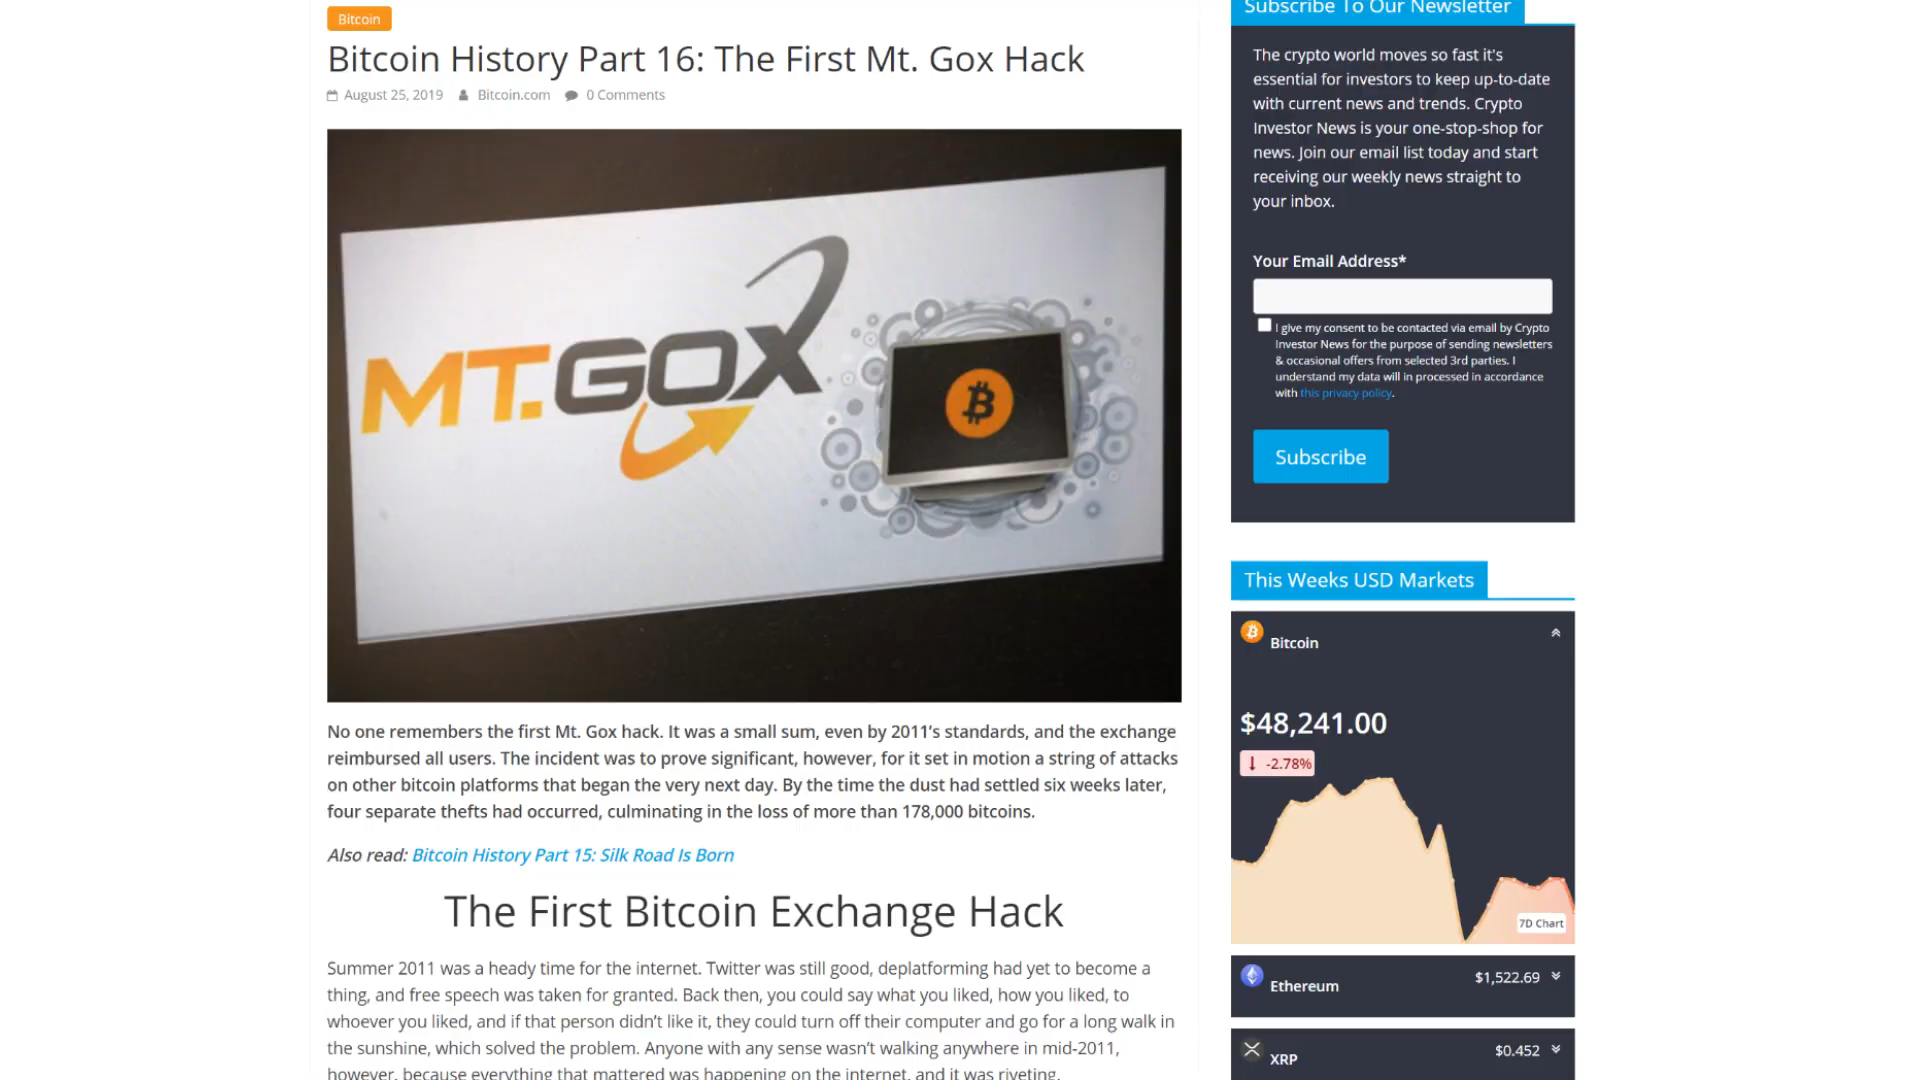 Bitcoin
Bitcoin History Part 16: The First Mt. Gox Hack
August 25, 2019 Bitcoin.com 0 Comments
MT.GOX
No one remembers the first Mt. Gox hack. It was a small sum, even by 2011’s standards, and the exchange
reimbursed all users. The incident was to prove significant, however, for it set in motion a string of attacks
on other bitcoin platforms that began the very next day. By the time the dust had settled six weeks later,
four separate thefts had occurred, culminating in the loss of more than 178,000 bitcoins.
Also read: Bitcoin History Part 15: Silk Road Is Born
The First Bitcoin Exchange Hack
Summer 2011 was a heady time for the internet. Twitter was still good, deplatforming had yet to become a
thing, and free speech was taken for granted. Back then, you could say what you liked, how you liked, to
whoever you liked, and if that person didn’t like it, they could turn off their computer and go for a long walk in
the sunshine, which solved the problem. Anyone with any sense wasn’t walking anywhere in mid-2011,
however, because everything that mattered was happening on the internet, and it was riveting.
Subscribe To Our Newsletter
The crypto world moves so fast it's
essential for investors to keep up-to-date
with current news and trends. Crypto
Investor News is your one-stop-shop for
news. Join our email list today and start
receiving our weekly news straight to
your inbox.
Your Email Address*
I give my consent to be contacted via email by Crypto
Investor News for the purpose of sending newsletters
& occasional offers from selected 3rd parties. I
understand my data will in processed in accordance
with this privacy policy.
Subscribe
This Weeks USD Markets
Bitcoin
$48,241.00
-2.78%
7D Chart
Ethereum $1,522.69
XRP $0.452